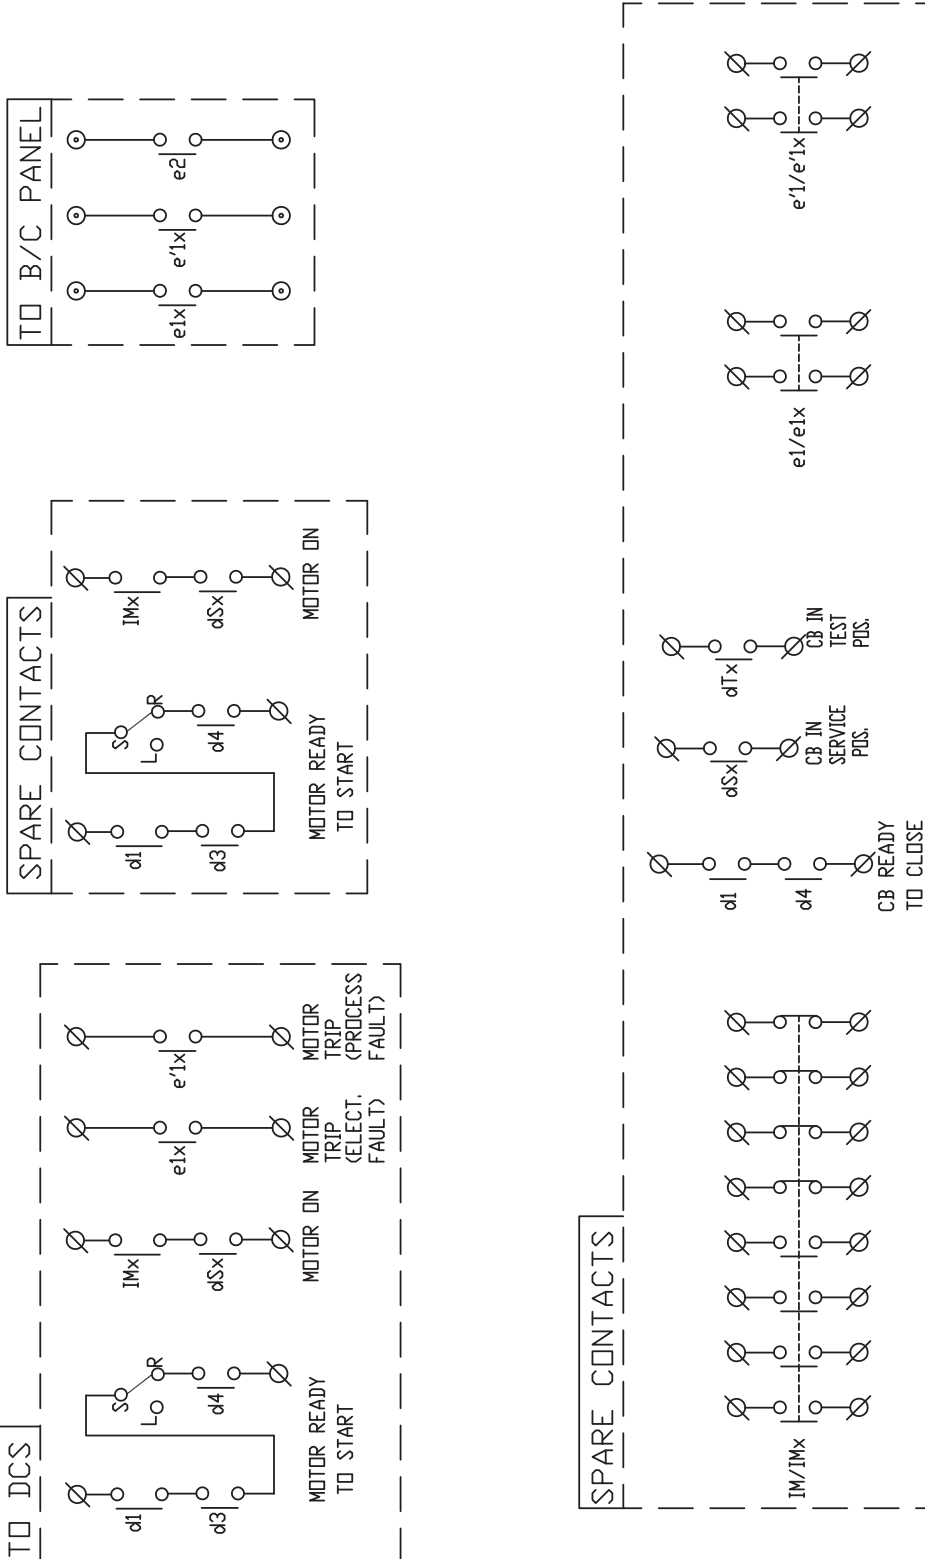 TO DCS
d1
d3
S
L
R
d4
MOTOR READY
TO START
IMx
dSx
MOTOR ON
e1x
MOTOR
TRIP
(ELECT.
FAULT)
e'1x
MOTOR
TRIP
(PROCESS
FAULT)
SPARE CONTACTS
d1
d3
S
L
R
d4
MOTOR READY
TO START
IMx
dSx
MOTOR ON
TO B/C PANEL
e1x
e'1x
e2
SPARE CONTACTS
IM/IMx
d1
d4
CB READY
TO CLOSE
dSx
CB IN
SERVICE
POS.
dTx
CB IN
TEST
POS.
e1/e1x
e'1/e'1x